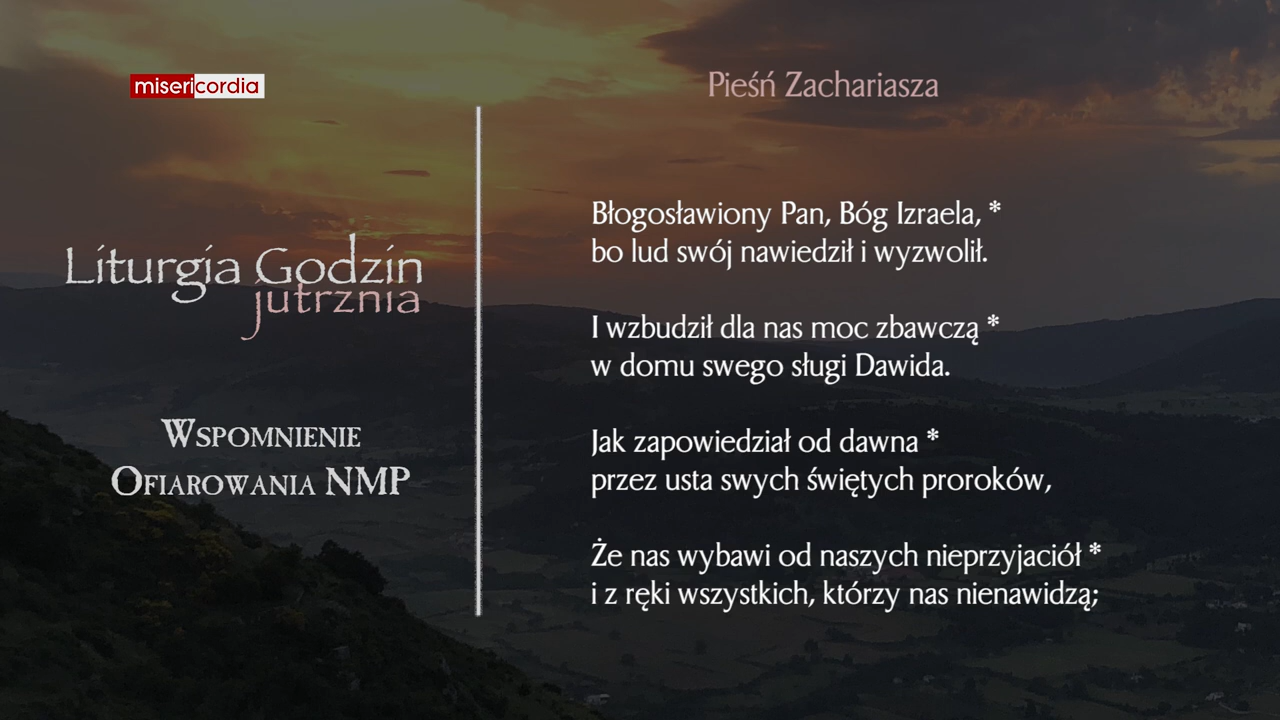 misericordia
Liturgia Godzin
jutrznia
Wspomnienie
Ofiarowania NMP
Pieśń Zachariasza
Błogosławiony Pan, Bóg Izraela, *
bo lud swój nawiedził i wyzwolił.
I wzbudził dla nas moc zbawczą *
w domu swego sługi Dawida.
Jak zapowiedział od dawna *
przez usta swych świętych proroków,
Że nas wybawi od naszych nieprzyjaciół *
i z ręki wszystkich, którzy nas nienawidzą;